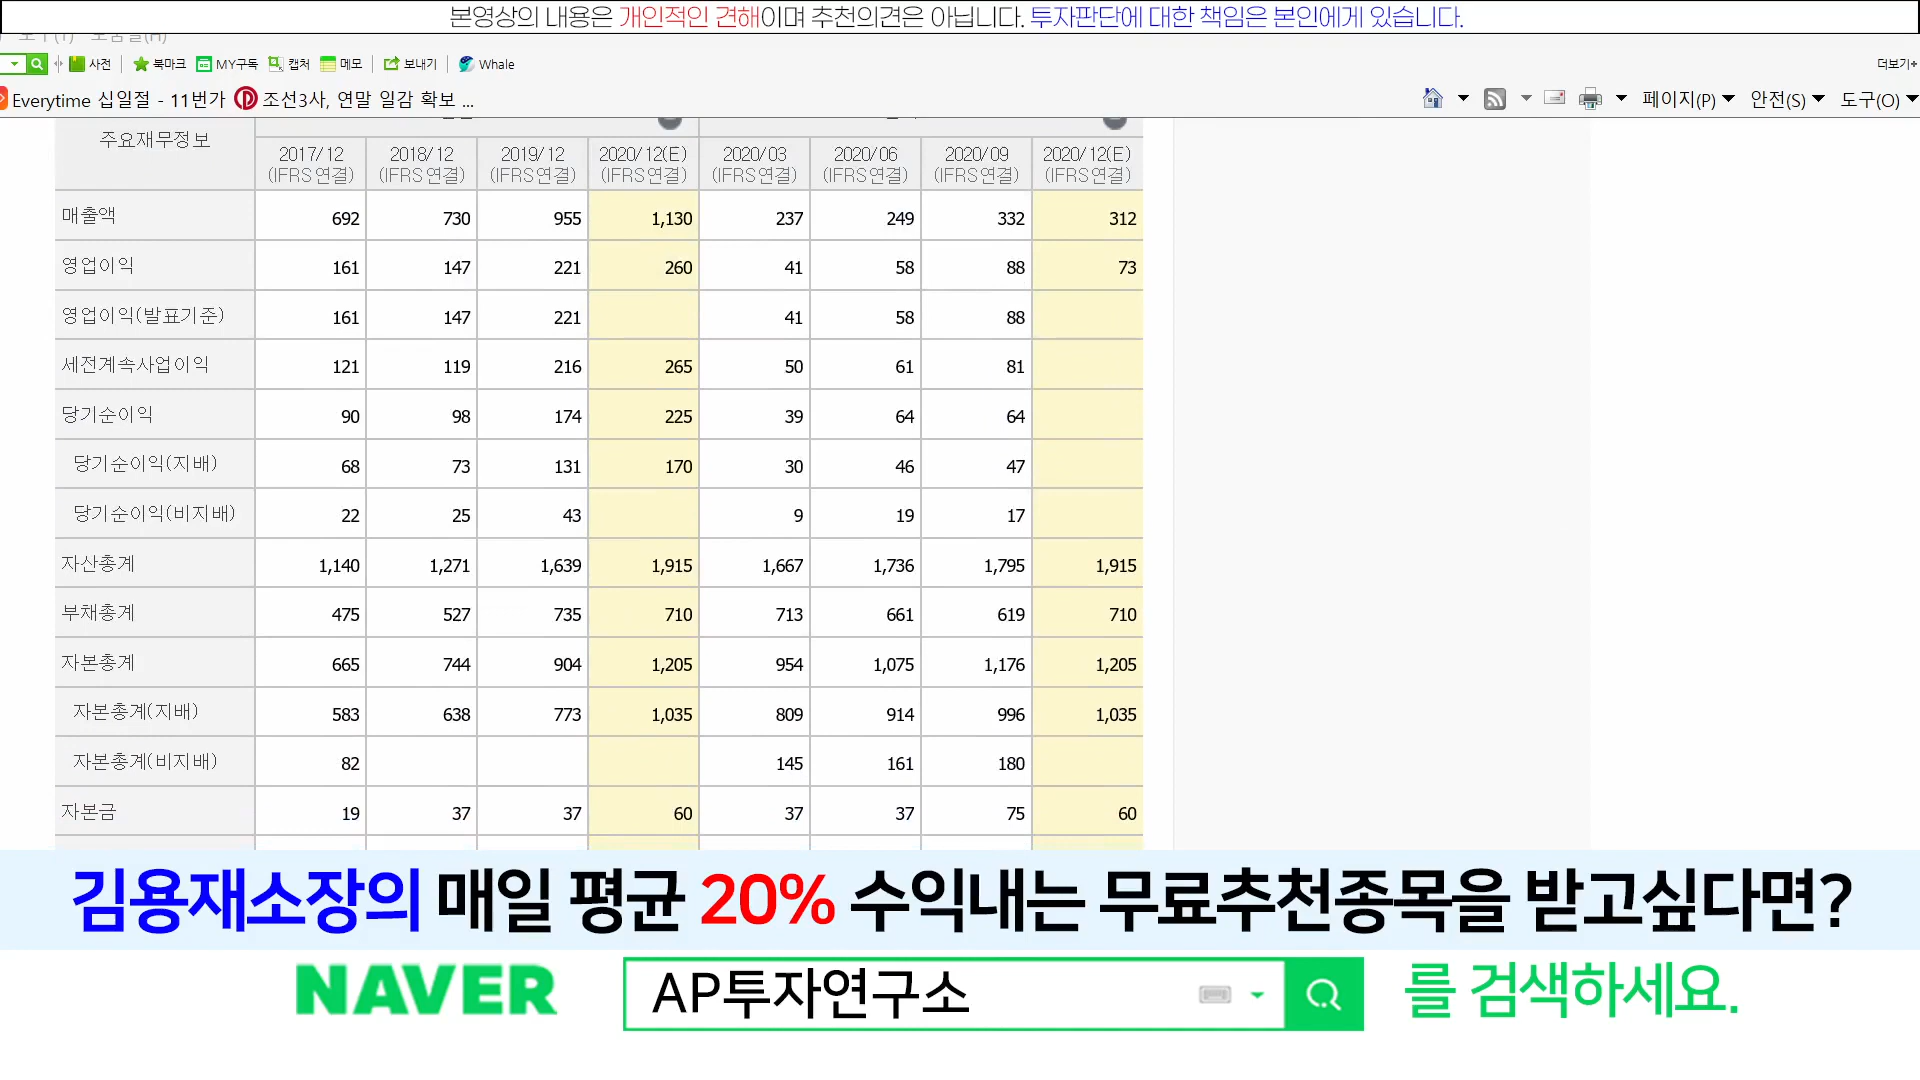 본영상의 내용은 개인적인 견해이며 추천의견은 아닙니다. 투자판단에 대한 책임은 본인에게 있습니다.
사전 북마크 MY구독 캡처 메모 보내기 Whale 더보기+
Everytime 십일절 - 11번가 조선3사, 연말 일감 확보 ... 페이지(P) 안전(S) 도구(O)
주요재무정보
2017/12 2018/12 2019/12 2020/12(E) 2020/03 2020/06 2020/09 2020/12(E)
(IFRS연결) (IFRS연결) (IFRS연결) (IFRS연결) (IFRS연결) (IFRS연결) (IFRS연결) (IFRS연결)
매출액 692 730 955 1,130 237 249 332 312
영업이익 161 147 221 260 41 58 88 73
영업이익(발표기준) 161 147 221 41 58 88
세전계속사업이익 121 119 216 265 50 61 81
당기순이익 90 98 174 225 39 64 64
당기순이익(지배) 68 73 131 170 30 46 47
당기순이익(비지배) 22 25 43 9 19 17
자산총계 1,140 1,271 1,639 1,915 1,667 1,736 1,795 1,915
부채총계 475 527 735 710 713 661 619 710
자본총계 665 744 904 1,205 954 1,075 1,176 1,205
자본총계(지배) 583 638 773 1,035 809 914 996 1,035
자본총계(비지배) 82 145 161 180
자본금 19 37 37 60 37 37 75 60
김용재소장의 매일 평균 20% 수익내는 무료추천종목을 받고싶다면?
NAVER AP투자연구소 를 검색하세요.